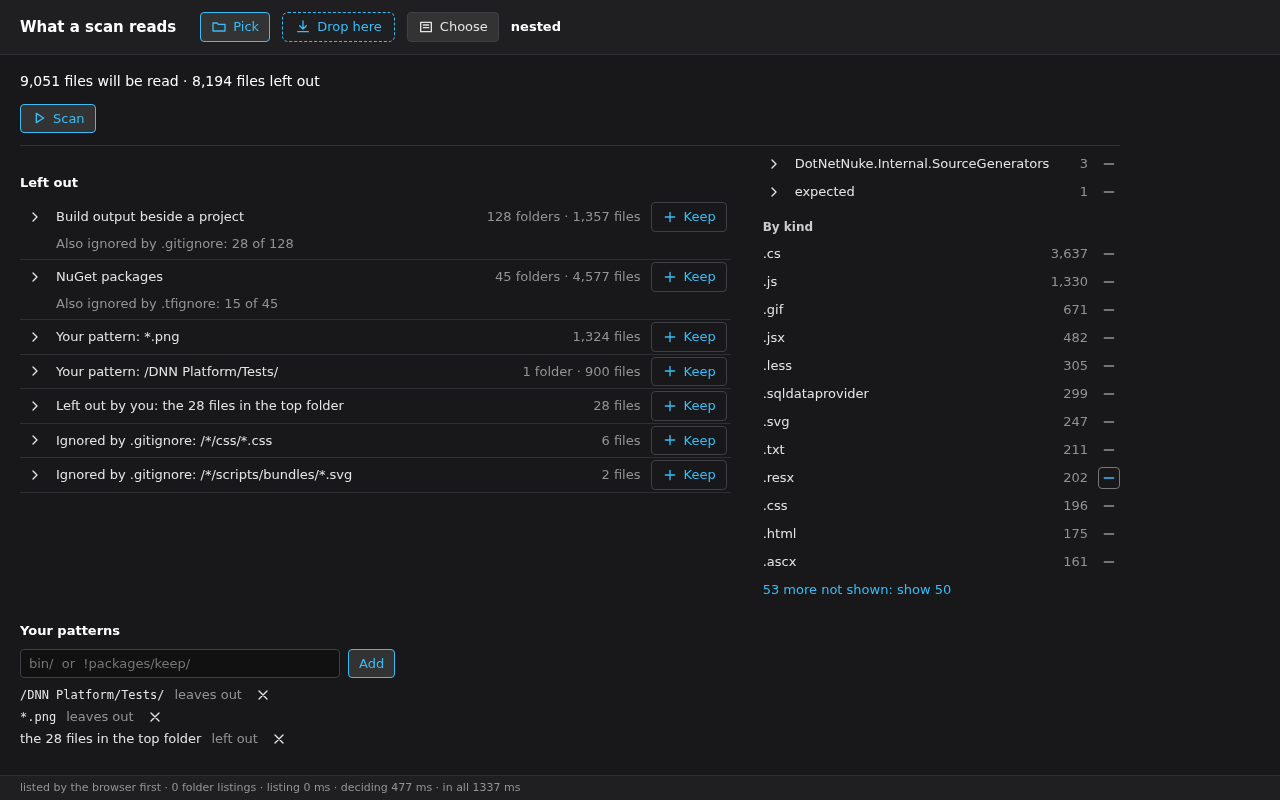 What a scan reads
Pick
Drop here
Choose
nested
9,051 files will be read · 8,194 files left out
Scan
Left out
Build output beside a project 128 folders · 1,357 files Keep
Also ignored by .gitignore: 28 of 128
NuGet packages 45 folders · 4,577 files Keep
Also ignored by .tfignore: 15 of 45
Your pattern: *.png 1,324 files Keep
Your pattern: /DNN Platform/Tests/ 1 folder · 900 files Keep
Left out by you: the 28 files in the top folder 28 files Keep
Ignored by .gitignore: /*/css/*.css 6 files Keep
Ignored by .gitignore: /*/scripts/bundles/*.svg 2 files Keep
DotNetNuke.Internal.SourceGenerators 3
expected 1
By kind
.cs 3,637
.js 1,330
.gif 671
.jsx 482
.less 305
.sqldataprovider 299
.svg 247
.txt 211
.resx 202
.css 196
.html 175
.ascx 161
53 more not shown: show 50
Your patterns
bin/ or !packages/keep/ Add
/DNN Platform/Tests/ leaves out
*.png leaves out
the 28 files in the top folder left out
listed by the browser first · 0 folder listings · listing 0 ms · deciding 477 ms · in all 1337 ms